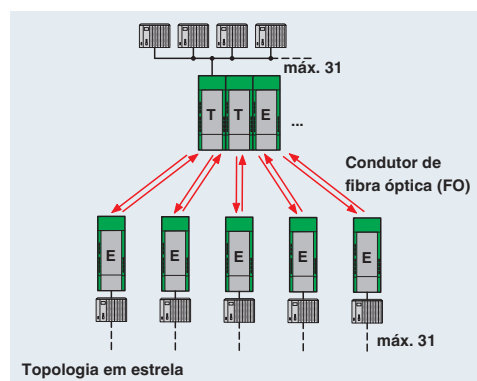 máx. 31
T T E ...
Condutor de
fibra óptica (FO)
E E E E E
máx. 31
Topologia em estrela